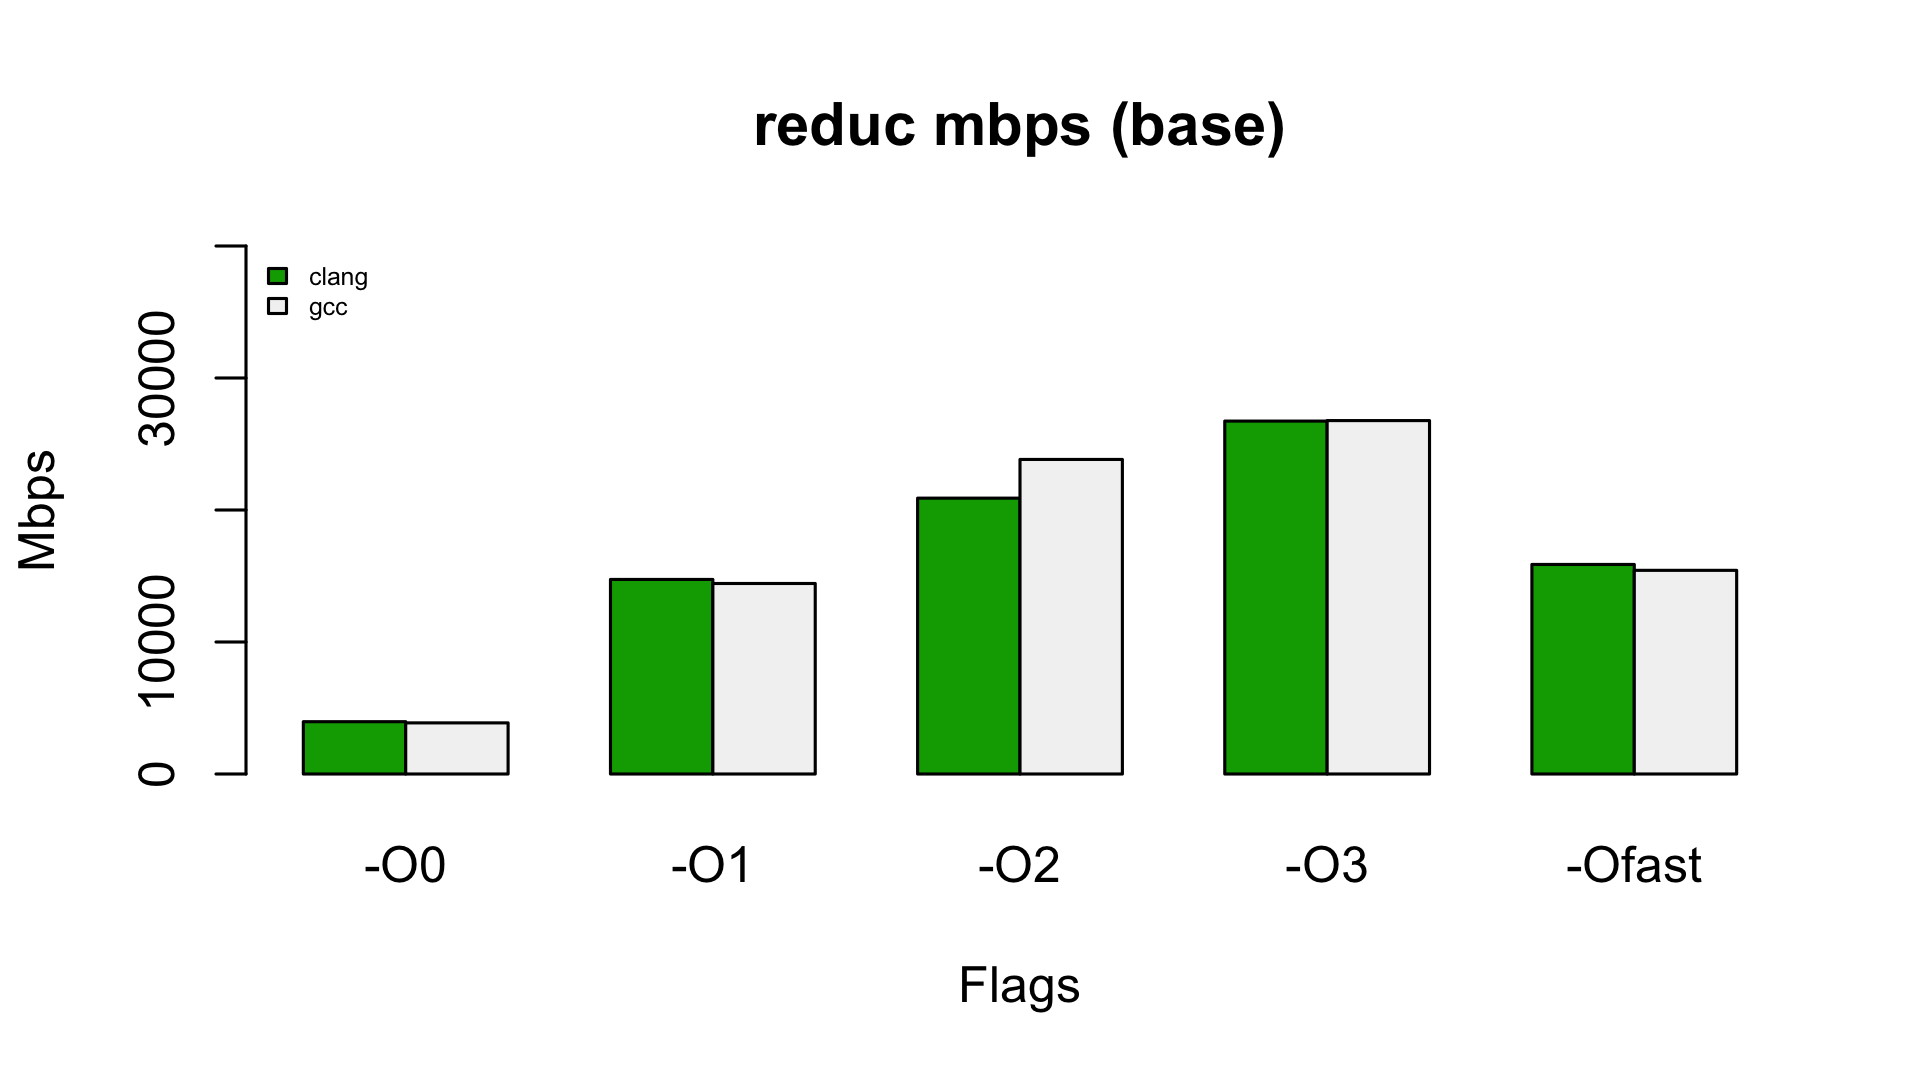 reduc mbps (base)
clang
gcc
30000
10000
0
Mbps
-O0 -O1 -O2 -O3 -Ofast
Flags